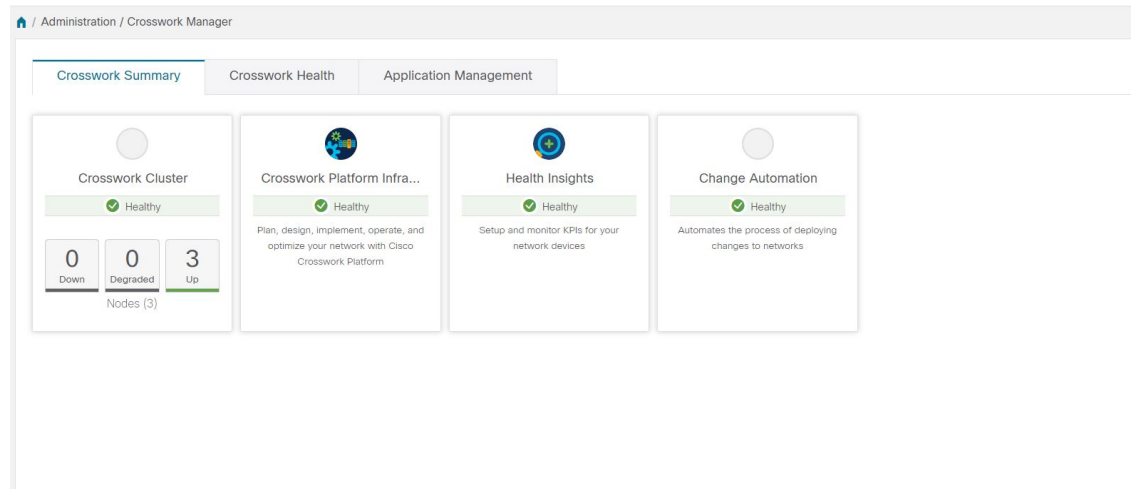 / Administration / Crosswork Manager
Crosswork Summary
Crosswork Health
Application Management
Crosswork Cluster
Healthy
0
Down
0
Degraded
3
Up
Nodes (3)
Crosswork Platform Infra...
Healthy
Plan, design, implement, operate, and
optimize your network with Cisco
Crosswork Platform
Health Insights
Healthy
Setup and monitor KPIs for your
network devices
Change Automation
Healthy
Automates the process of deploying
changes to networks